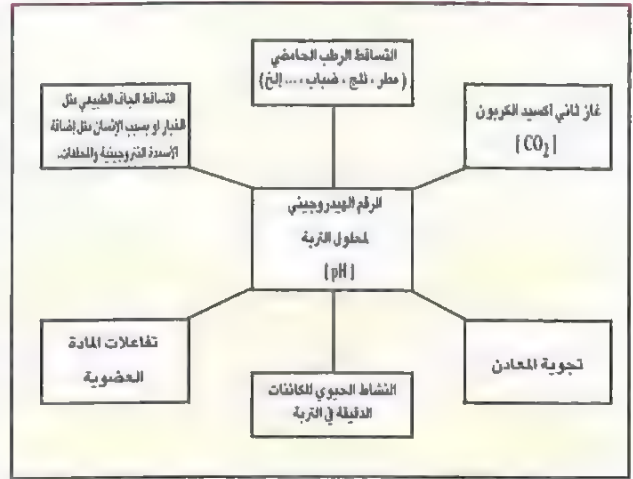 التساقط الرطب الحامضي
( مطر ، ثلج ، ضباب ، ... إلخ)
غاز ثاني أكسيد الكربون
[ CO2 ]
التساقط الجاف الطبيعي مثل
الغبار او بسبب الإنسان مثل إضافة
الأسمدة النتروجينية والمخلفات.
الرقم الهيدروجيني
لمحلول التربة
[ pH ]
تفاعلات المادة
العضوية
النشاط الحيوي للكائنات
الدقيقة في التربة
تجوية المعادن